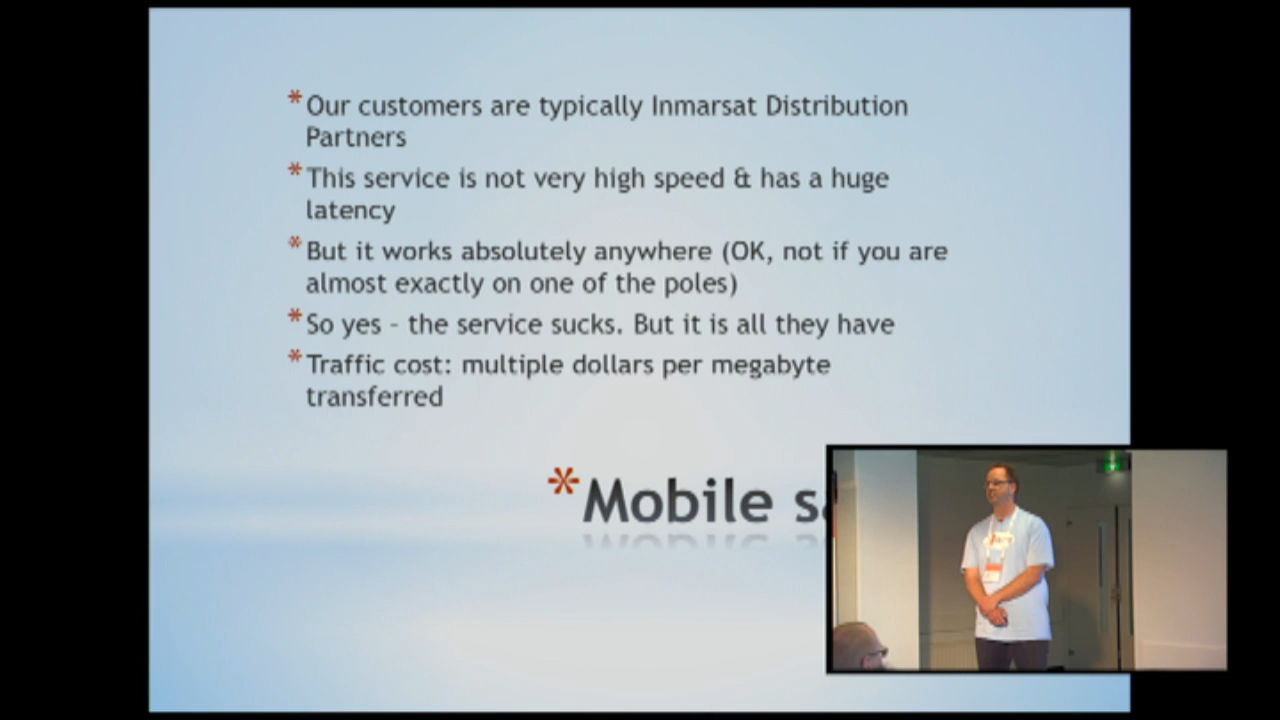 * Our customers are typically Inmarsat Distribution
Partners
* This service is not very high speed & has a huge
latency
* But it works absolutely anywhere (OK, not if you are
almost exactly on one of the poles)
* So yes – the service sucks. But it is all they have
* Traffic cost: multiple dollars per megabyte
transferred
* Mobile